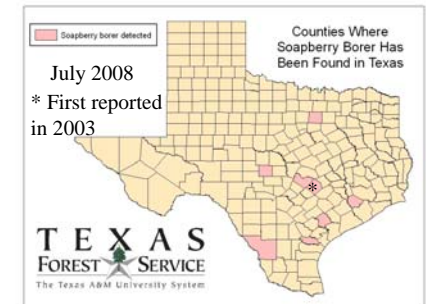 Soapberry borer detected
Counties Where
Soapberry Borer Has
Been Found in Texas
July 2008
* First reported
in 2003
*
TEXAS
FOREST SERVICE
The Texas A&M University System